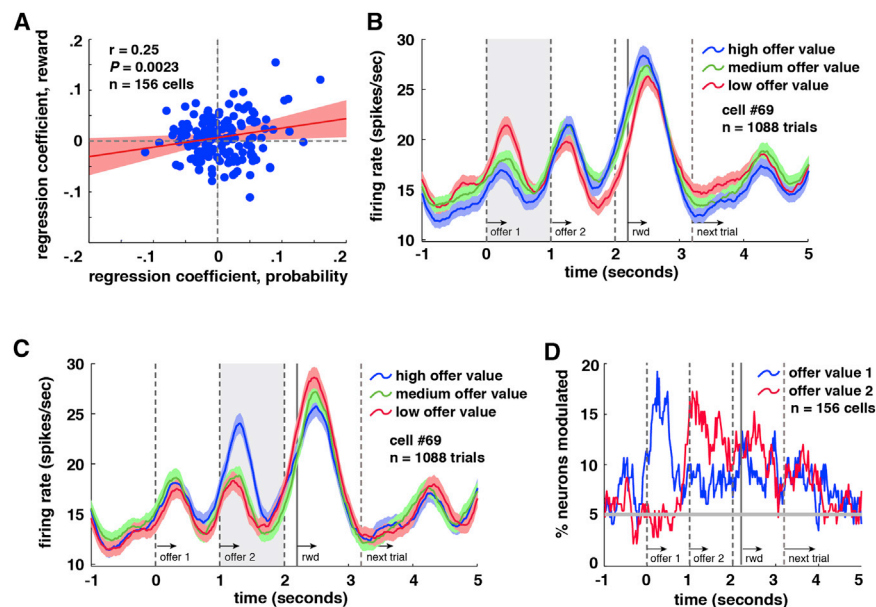 A
r = 0.25
P = 0.0023
n = 156 cells
regression coefficient, reward
.2
.1
0
-0.1
-.2
-0.1
0
.1
.2
regression coefficient, probability
B
high offer value
medium offer value
low offer value
cell #69
n = 1088 trials
firing rate (spikes/sec)
30
25
20
15
10
offer 1
offer 2
rwd
next trial
-1
0
1
2
3
4
5
time (seconds)
C
high offer value
medium offer value
low offer value
cell #69
n = 1088 trials
firing rate (spikes/sec)
30
25
20
15
10
offer 1
offer 2
rwd
next trial
-1
0
1
2
3
4
5
time (seconds)
D
offer value 1
offer value 2
n = 156 cells
% neurons modulated
20
15
10
5
0
offer 1
offer 2
rwd
next trial
-1
0
1
2
3
4
5
time (seconds)